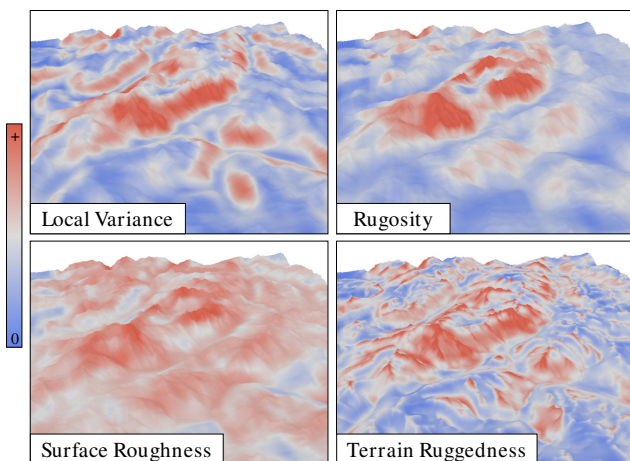 Local Variance
Rugosity
+
0
Surface Roughness
Terrain Ruggedness